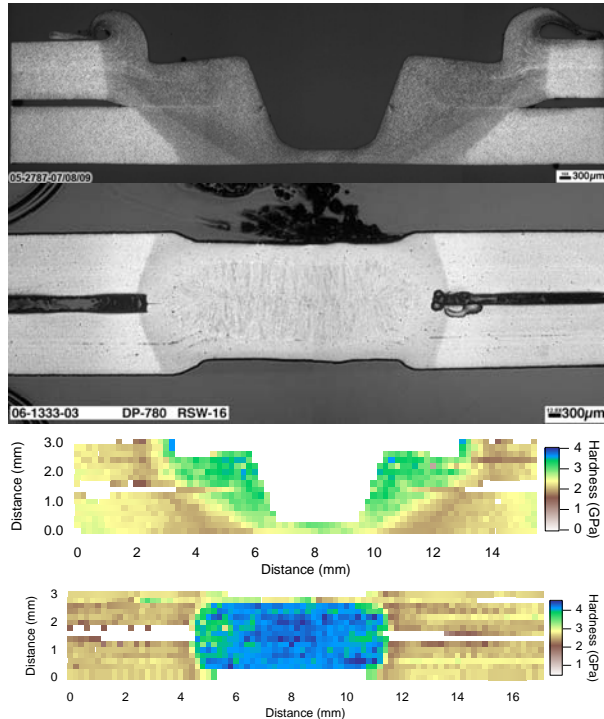 05-2787-07/08/09
300µm
06-1333-03 DP-780 RSW-16
300µm
3.0
2.0
1.0
0.0
Distance (mm)
0 2 4 6 8 10 12 14
Distance (mm)
4
3
2
1
0
Hardness (GPa)
3
2
1
0
Distance (mm)
0 2 4 6 8 10 12 14 16
Distance (mm)
4
3
2
1
Hardness (GPa)